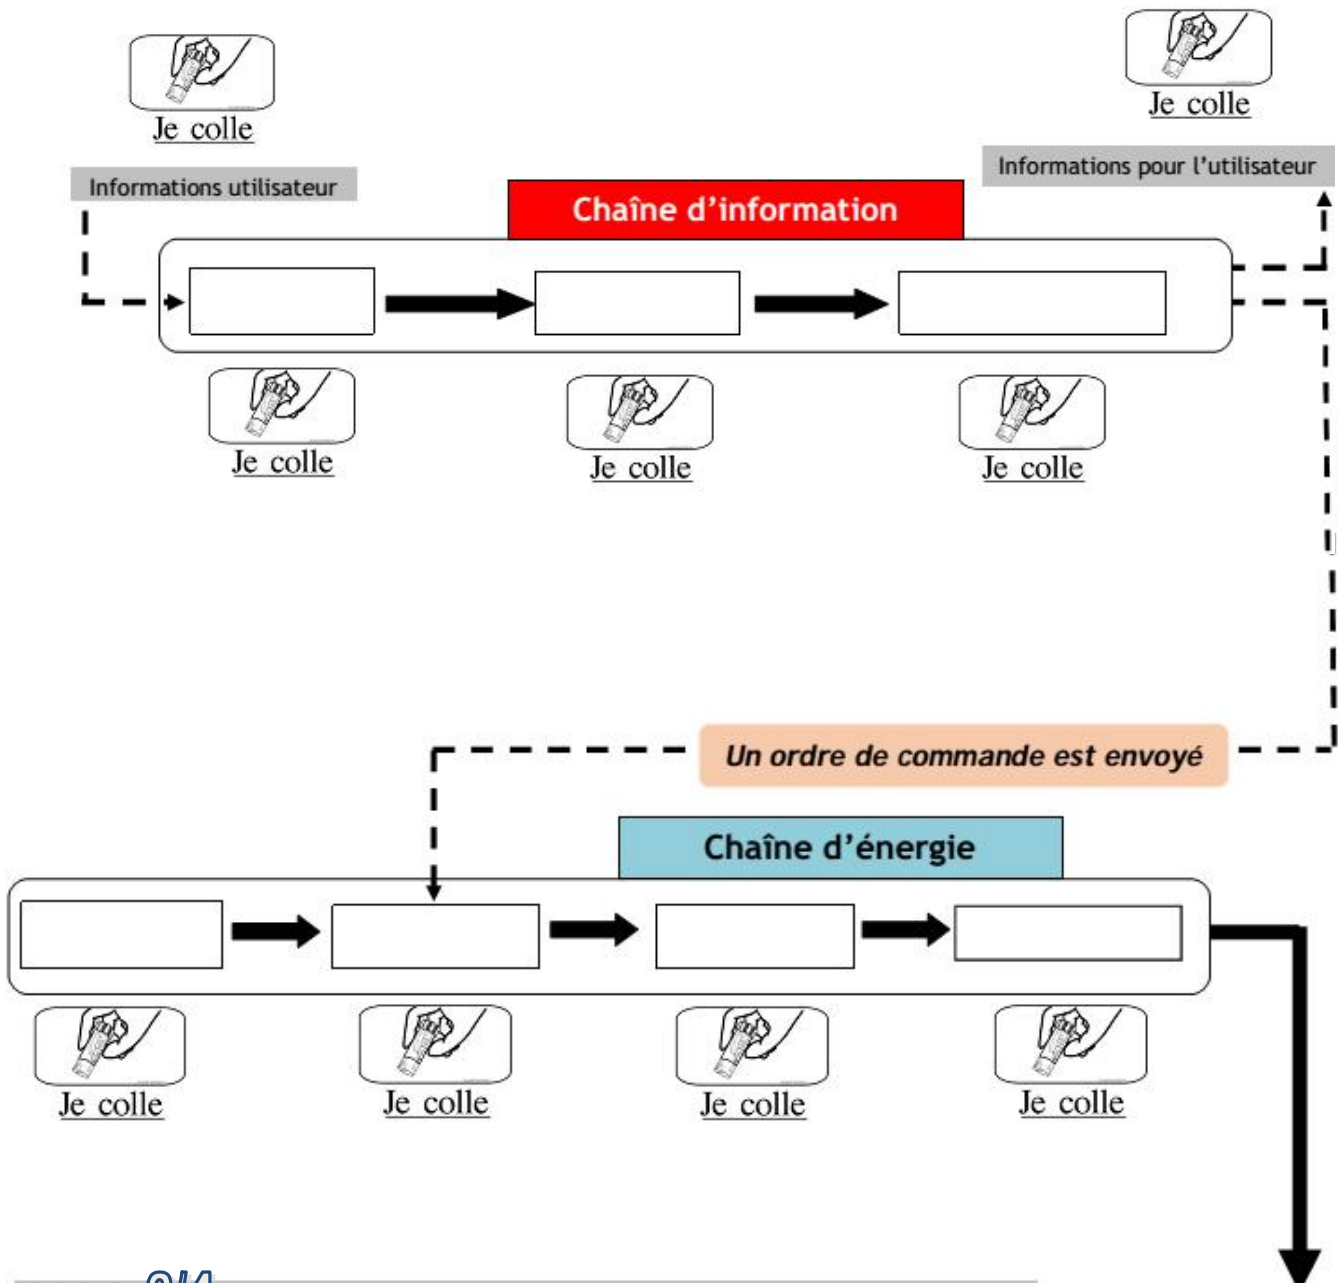 Je colle
Je colle
Informations utilisateur
Informations pour l'utilisateur
Chaîne d'information
Je colle
Je colle
Je colle
Un ordre de commande est envoyé
Chaîne d'énergie
Je colle
Je colle
Je colle
Je colle